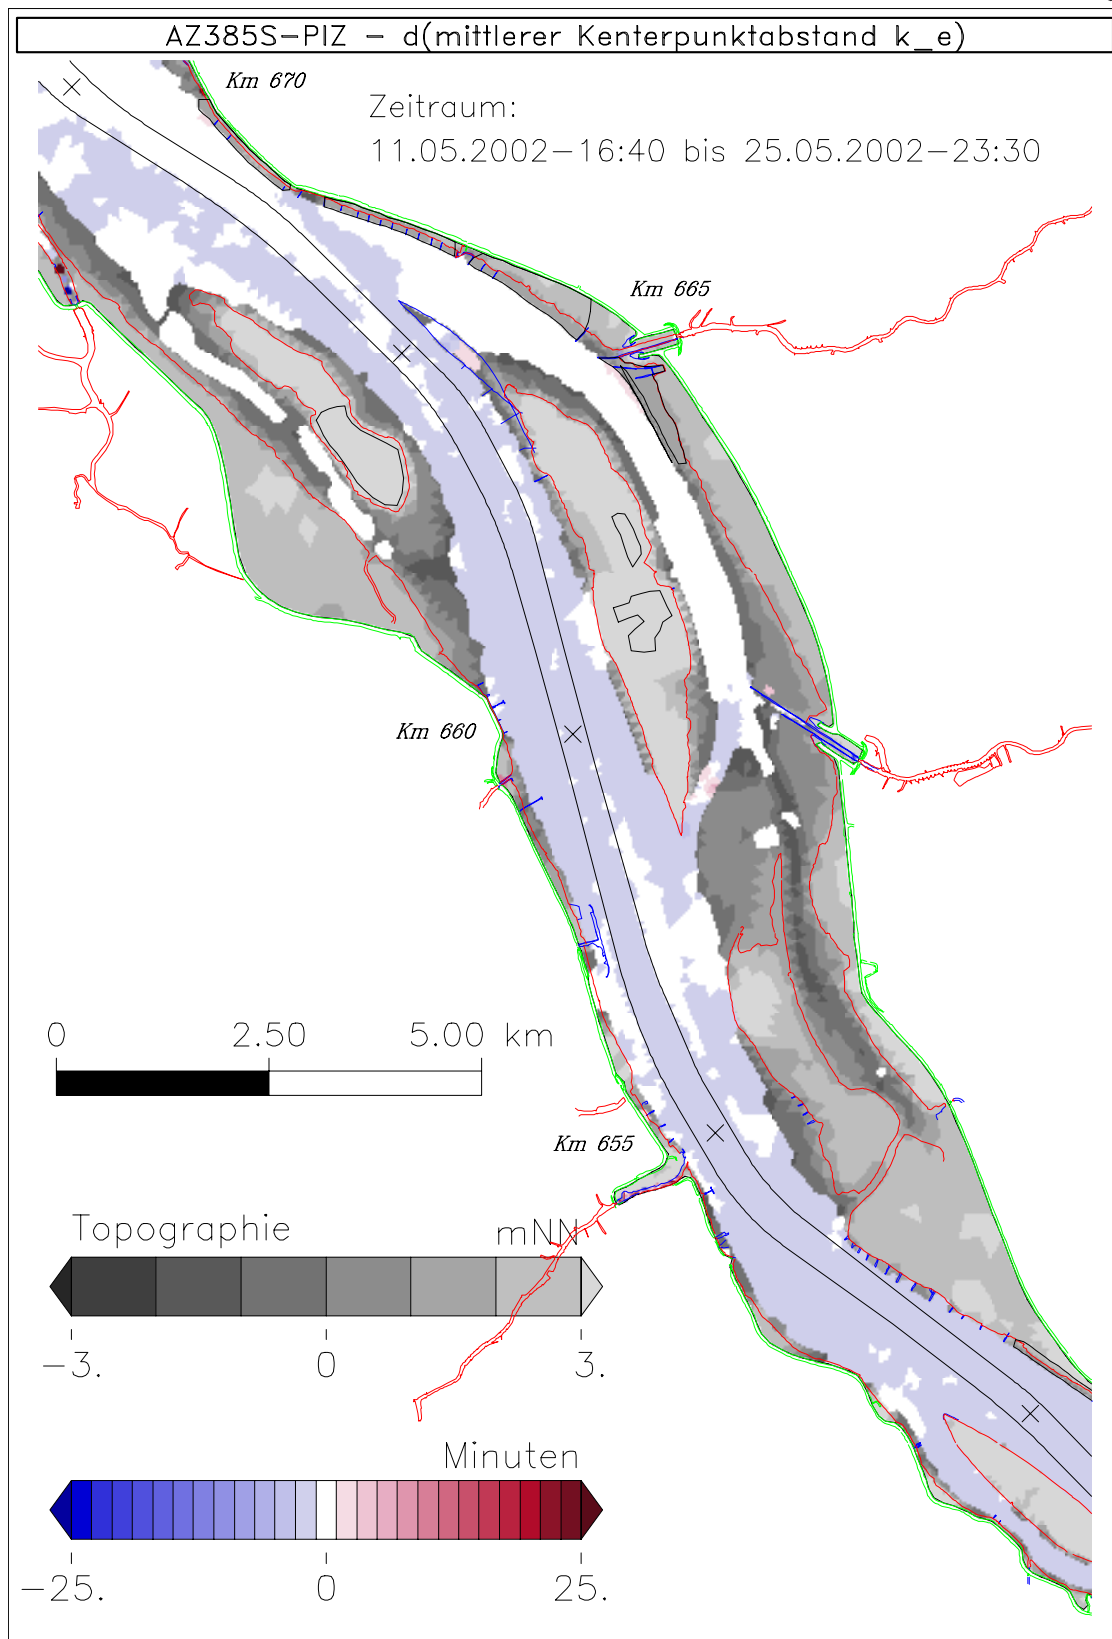 AZ385S-PIZ - d(mittlerer Kenterpunktabstand k_e)
Km 670
Zeitraum:
11.05.2002-16:40 bis 25.05.2002-23:30
Km 665
Km 660
0 2.50 5.00 km
Km 655
Topographie mNN
-3. 0 3.
Minuten
-25. 0 25.